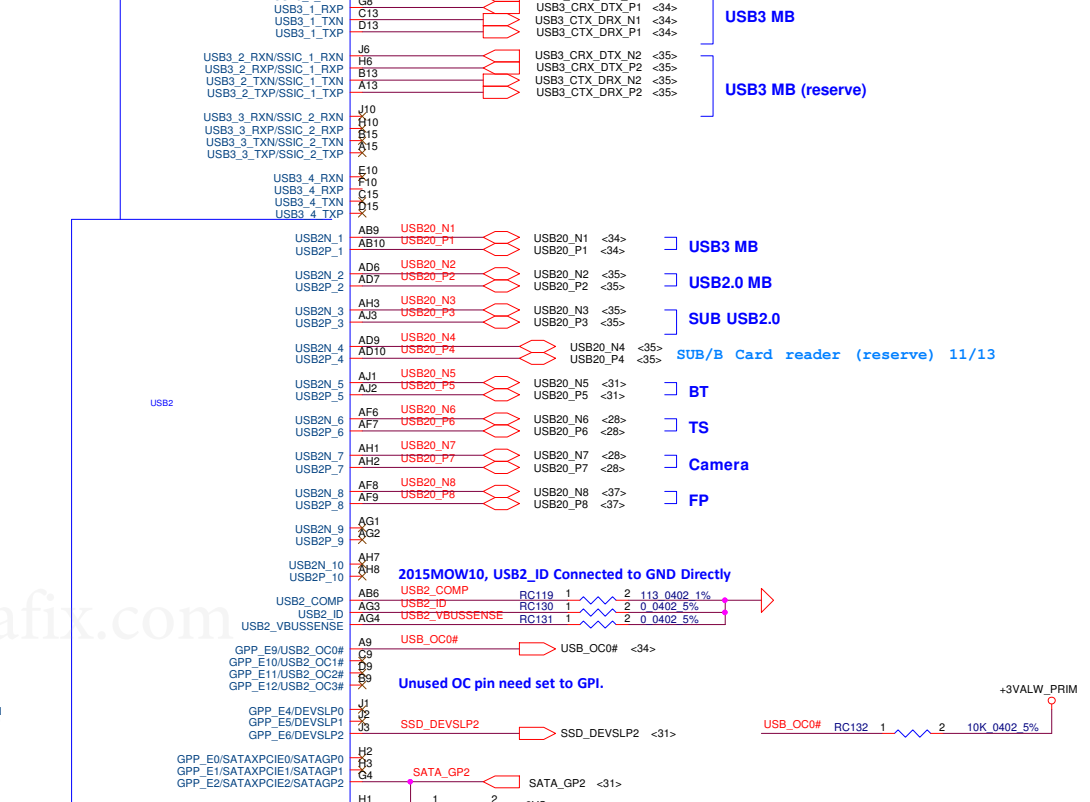 USB3_1_RXP G8 USB3_CRX_DTX_P1 <34>
USB3_1_TXN C13 USB3_CTX_DRX_N1 <34> USB3 MB
USB3_1_TXP D13 USB3_CTX_DRX_P1 <34>
USB3_2_RXN/SSIC_1_RXN J6 USB3_CRX_DTX_N2 <35>
USB3_2_RXP/SSIC_1_RXP H6 USB3_CRX_DTX_P2 <35>
USB3_2_TXN/SSIC_1_TXN B13 USB3_CTX_DRX_N2 <35>
USB3_2_TXP/SSIC_1_TXP A13 USB3_CTX_DRX_P2 <35> USB3 MB (reserve)
USB3_3_RXN/SSIC_2_RXN J10
USB3_3_RXP/SSIC_2_RXP H10
USB3_3_TXN/SSIC_2_TXN B15
USB3_3_TXP/SSIC_2_TXP A15
USB3_4_RXN E10
USB3_4_RXP F10
USB3_4_TXN C15
USB3_4_TXP D15
USB2N_1 AB9 USB20_N1 USB20_N1 <34>
USB2P_1 AB10 USB20_P1 USB20_P1 <34> USB3 MB
USB2N_2 AD6 USB20_N2 USB20_N2 <35>
USB2P_2 AD7 USB20_P2 USB20_P2 <35> USB2.0 MB
USB2N_3 AH3 USB20_N3 USB20_N3 <35>
USB2P_3 AJ3 USB20_P3 USB20_P3 <35> SUB USB2.0
USB2N_4 AD9 USB20_N4 USB20_N4 <35>
USB2P_4 AD10 USB20_P4 USB20_P4 <35> SUB/B Card reader (reserve) 11/13
USB2N_5 AJ1 USB20_N5 USB20_N5 <31>
USB2P_5 AJ2 USB20_P5 USB20_P5 <31> BT
USB2
USB2N_6 AF6 USB20_N6 USB20_N6 <28>
USB2P_6 AF7 USB20_P6 USB20_P6 <28> TS
USB2N_7 AH1 USB20_N7 USB20_N7 <28>
USB2P_7 AH2 USB20_P7 USB20_P7 <28> Camera
USB2N_8 AF8 USB20_N8 USB20_N8 <37>
USB2P_8 AF9 USB20_P8 USB20_P8 <37> FP
USB2N_9 AG1
USB2P_9 AG2
USB2N_10 AH7
USB2P_10 AH8
2015MOW10, USB2_ID Connected to GND Directly
USB2_COMP AB6 USB2_COMP RC119 1 2 113_0402_1%
USB2_ID AG3 USB2_ID RC130 1 2 0_0402_5%
USB2_VBUSSENSE AG4 USB2_VBUSSENSE RC131 1 2 0_0402_5%
afix.com
GPP_E9/USB2_OC0# A9 USB_OC0# USB_OC0# <34>
GPP_E10/USB2_OC1# C9
GPP_E11/USB2_OC2# D9
GPP_E12/USB2_OC3# B9
Unused OC pin need set to GPI.
+3VALW_PRIM
GPP_E4/DEVSLP0 J1
GPP_E5/DEVSLP1 J2
GPP_E6/DEVSLP2 J3 SSD_DEVSLP2 SSD_DEVSLP2 <31>
USB_OC0# RC132 1 2 10K_0402_5%
GPP_E0/SATAXPCIE0/SATAGP0 H2
GPP_E1/SATAXPCIE1/SATAGP1 H3
GPP_E2/SATAXPCIE2/SATAGP2 G4 SATA_GP2 SATA_GP2 <31>
H1 1 2